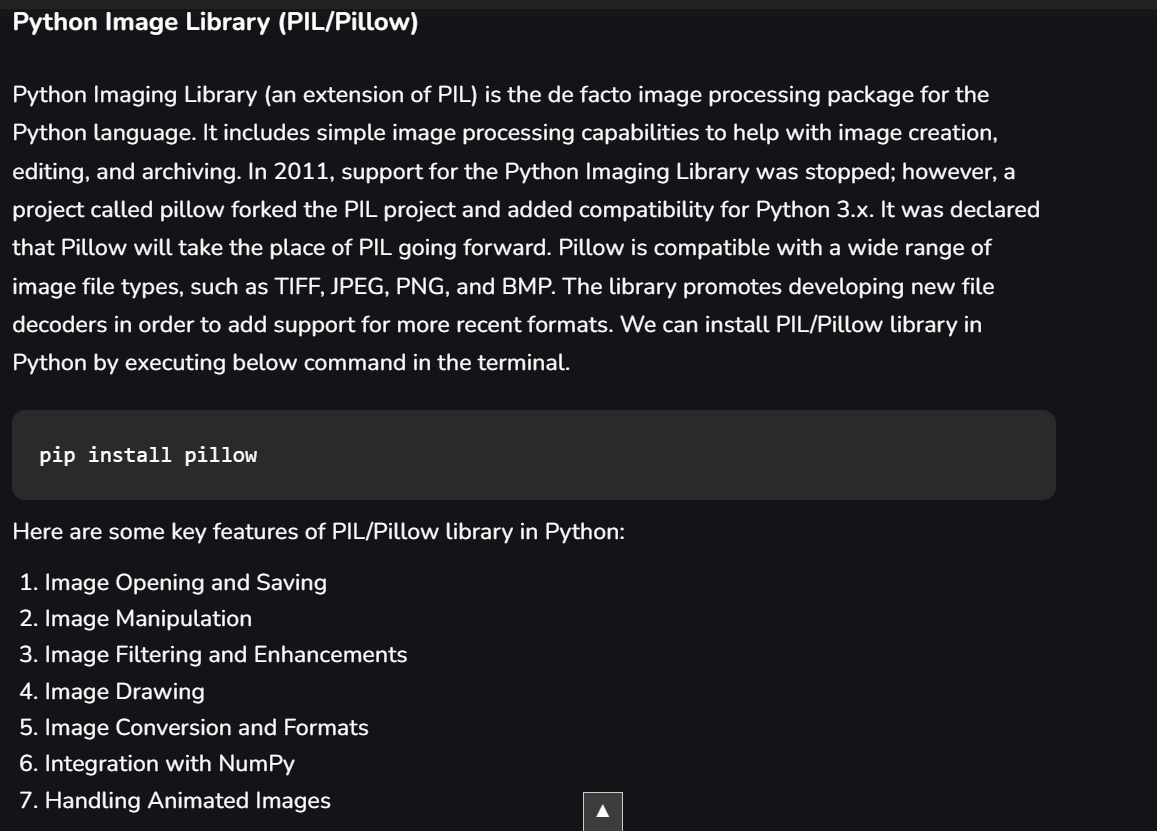 Python Image Library (PIL/Pillow)
Python Imaging Library (an extension of PIL) is the de facto image processing package for the
Python language. It includes simple image processing capabilities to help with image creation,
editing, and archiving. In 2011, support for the Python Imaging Library was stopped; however, a
project called pillow forked the PIL project and added compatibility for Python 3.x. It was declared
that Pillow will take the place of PIL going forward. Pillow is compatible with a wide range of
image file types, such as TIFF, JPEG, PNG, and BMP. The library promotes developing new file
decoders in order to add support for more recent formats. We can install PIL/Pillow library in
Python by executing below command in the terminal.
pip install pillow
Here are some key features of PIL/Pillow library in Python:
1. Image Opening and Saving
2. Image Manipulation
3. Image Filtering and Enhancements
4. Image Drawing
5. Image Conversion and Formats
6. Integration with NumPy
7. Handling Animated Images